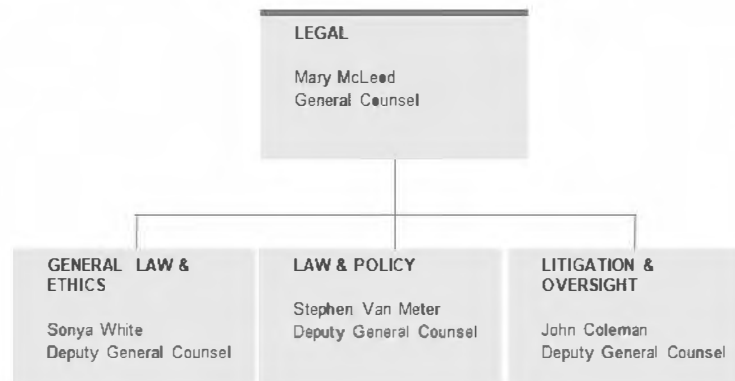 LEGAL
Mary McLeod
General Counsel
GENERAL LAW &
ETHICS
Sonya White
Deputy General Counsel
LAW & POLICY
Stephen Van Meter
Deputy General Counsel
LITIGATION &
OVERSIGHT
John Coleman
Deputy General Counsel